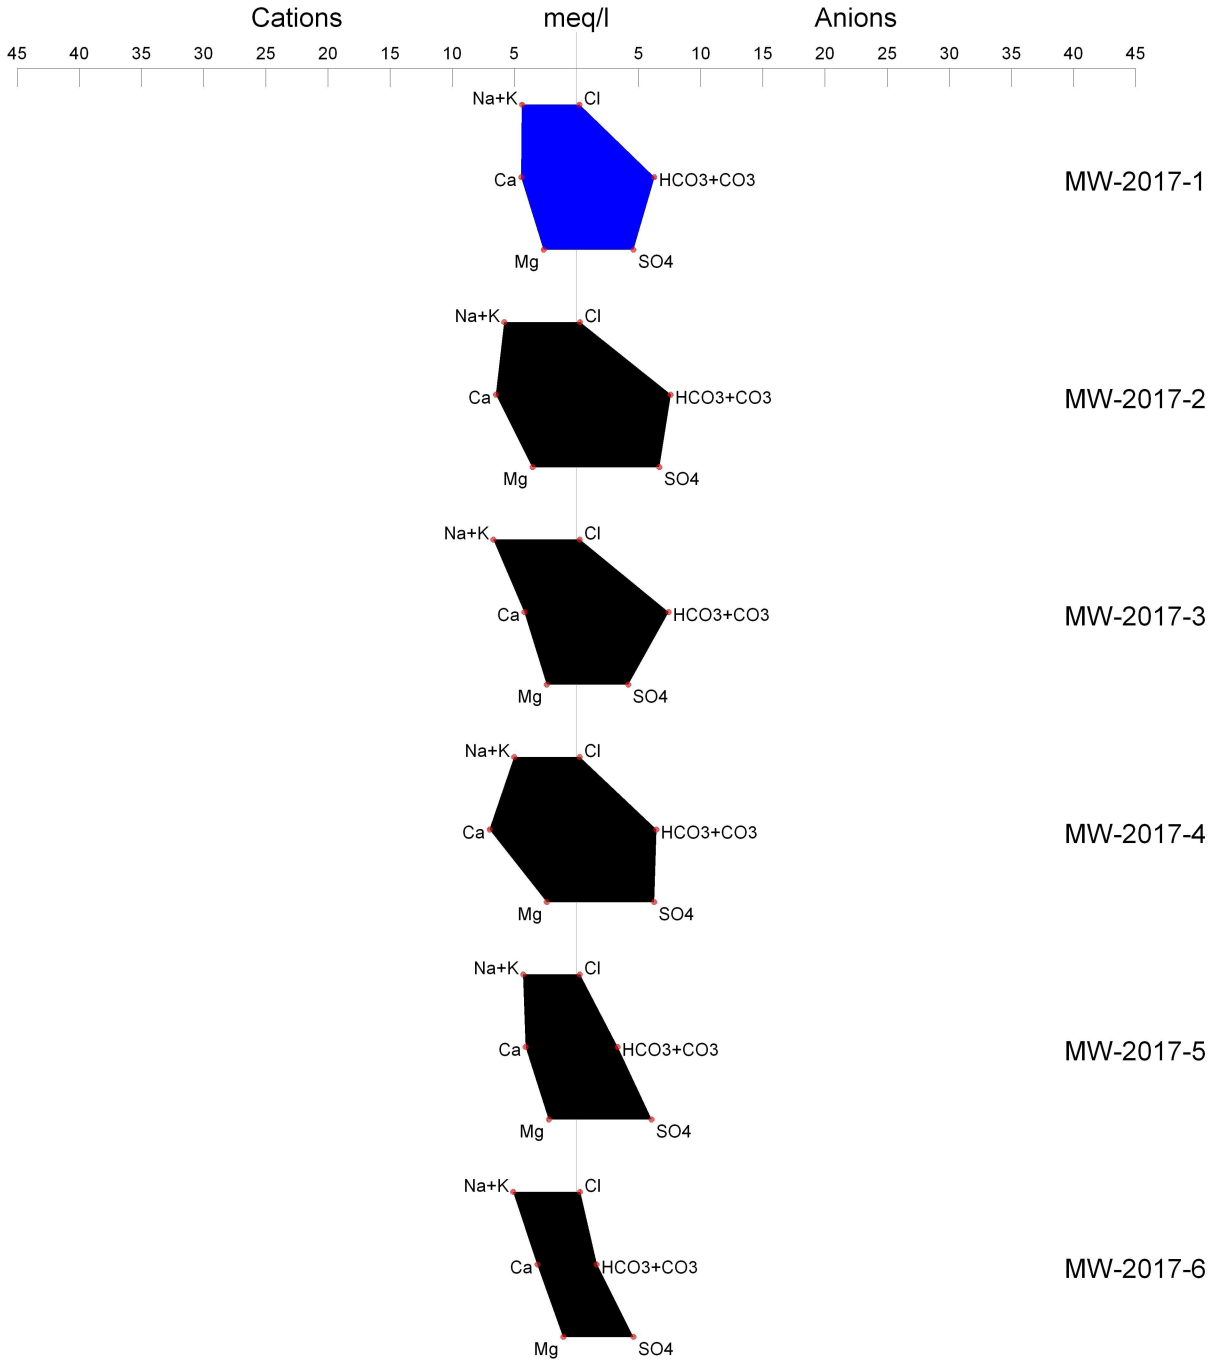 Cations meq/l Anions
45 40 35 30 25 20 15 10 5 5 10 15 20 25 30 35 40 45
Na+K Cl
Ca HCO3+CO3 MW-2017-1
Mg SO4
Na+K Cl
Ca HCO3+CO3 MW-2017-2
Mg SO4
Na+K Cl
Ca HCO3+CO3 MW-2017-3
Mg SO4
Na+K Cl
Ca HCO3+CO3 MW-2017-4
Mg SO4
Na+K Cl
Ca HCO3+CO3 MW-2017-5
Mg SO4
Na+K Cl
Ca HCO3+CO3 MW-2017-6
Mg SO4